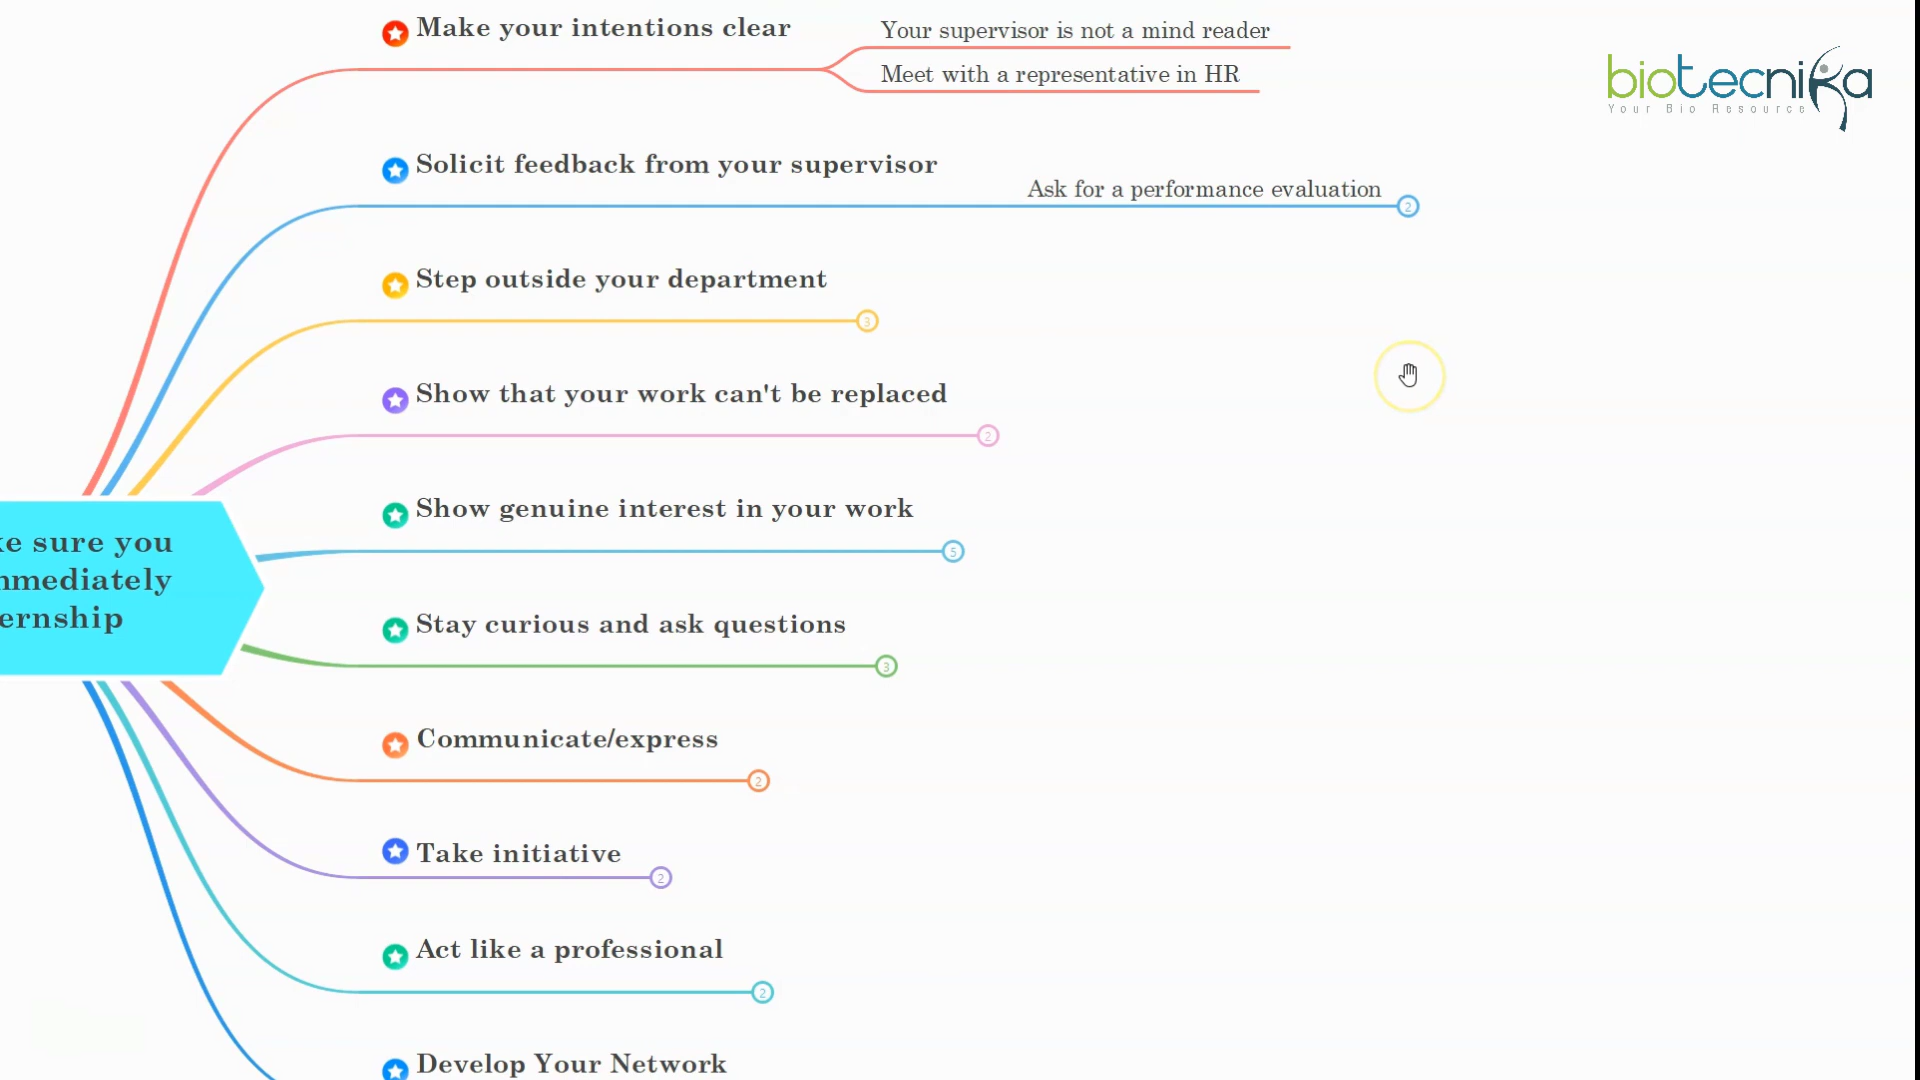 Make your intentions clear
Your supervisor is not a mind reader
Meet with a representative in HR
biotecnika
Your Bio Resource
Solicit feedback from your supervisor
Ask for a performance evaluation
2
Step outside your department
3
Show that your work can't be replaced
2
Show genuine interest in your work
5
ke sure you
mmediately
ernship
Stay curious and ask questions
3
Communicate/express
2
Take initiative
2
Act like a professional
2
Develop Your Network